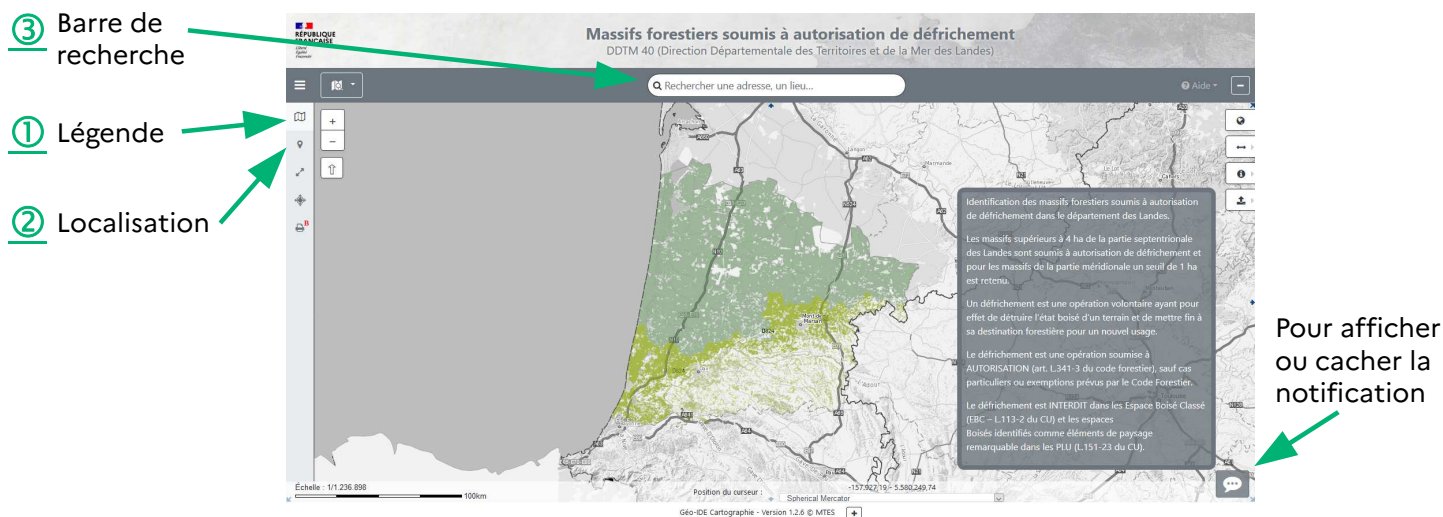 ③ Barre de
recherche
① Légende
② Localisation
RÉPUBLIQUE
FRANÇAISE
Liberté
Égalité
Fraternité
Massifs forestiers soumis à autorisation de défrichement
DDTM 40 (Direction Départementale des Territoires et de la Mer des Landes)
Rechercher une adresse, un lieu...
Aide
+
−
B
Langon
Marmande
Cahors
Mont-de-
Marsan
Identification des massifs forestiers soumis à autorisation
de défrichement dans le département des Landes.
Les massifs supérieurs à 4 ha de la partie septentrionale
des Landes sont soumis à autorisation de défrichement et
pour les massifs de la partie méridionale un seuil de 1 ha
est retenu.
Un défrichement est une opération volontaire ayant pour
effet de détruire l'état boisé d'un terrain et de mettre fin à
sa destination forestière pour un nouvel usage.
Le défrichement est une opération soumise à
AUTORISATION (art. L.341-3 du code forestier), sauf cas
particuliers ou exemptions prévus par le Code Forestier.
Le défrichement est INTERDIT dans les Espace Boisé Classé
(EBC – L.113-2 du CU) et les espaces
Boisés identifiés comme éléments de paysage
remarquable dans les PLU (L.151-23 du CU).
Pour afficher
ou cacher la
notification
Échelle : 1/1.236.898
100km
Position du curseur :
-157.927,19 - 5.580.249,74
Spherical Mercator
Géo-IDE Cartographie - Version 1.2.6 © MTES
+